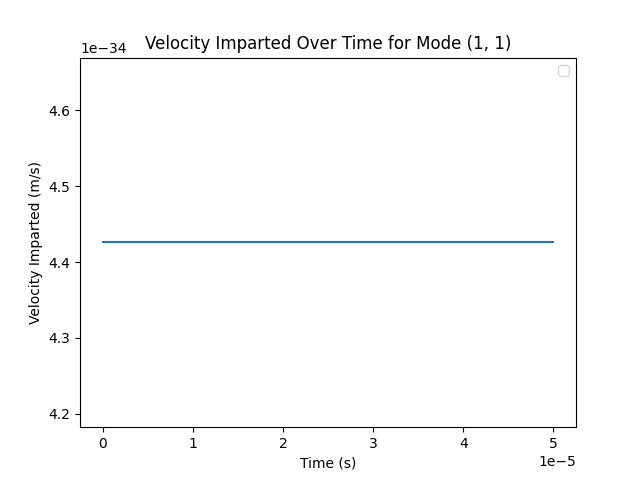 Velocity Imparted Over Time for Mode (1, 1)
1e−34
4.6
4.5
4.4
4.3
4.2
Velocity Imparted (m/s)
0 1 2 3 4 5
1e−5
Time (s)